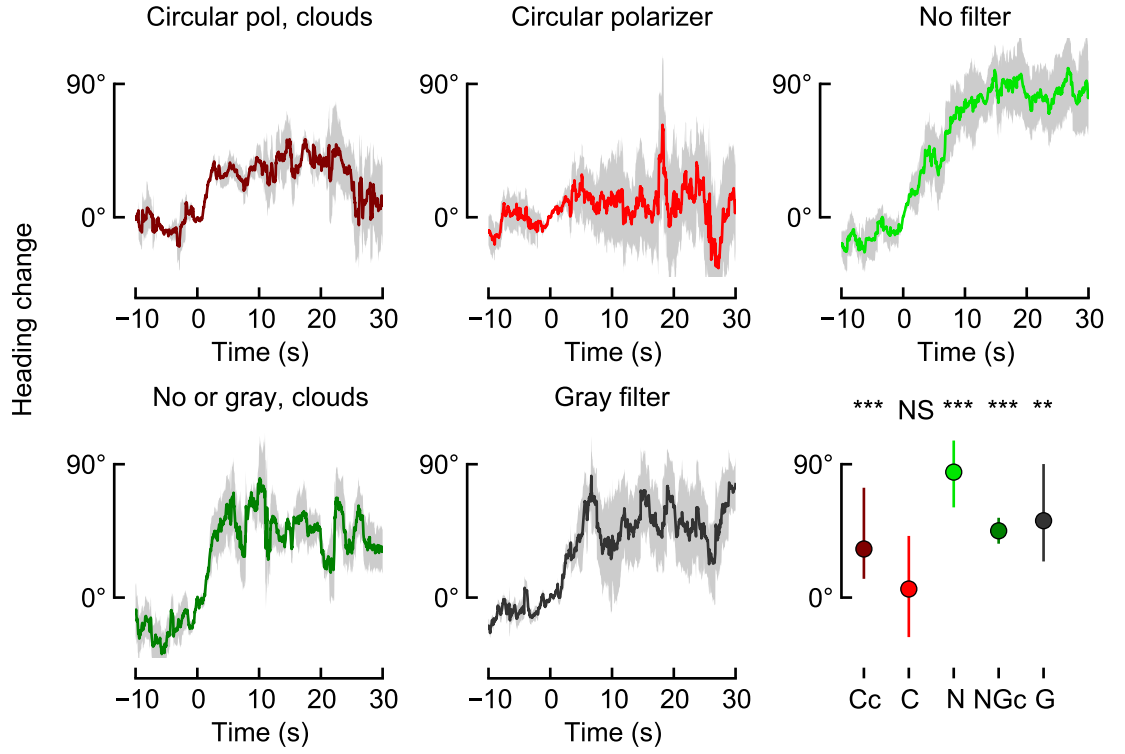 Circular pol, clouds
Circular polarizer
No filter
90°
0°
90°
0°
90°
0°
−10 0 10 20 30
−10 0 10 20 30
−10 0 10 20 30
Time (s)
Time (s)
Time (s)
Heading change
No or gray, clouds
Gray filter
*** NS *** *** **
90°
0°
90°
0°
90°
0°
−10 0 10 20 30
−10 0 10 20 30
Cc C N NGc G
Time (s)
Time (s)